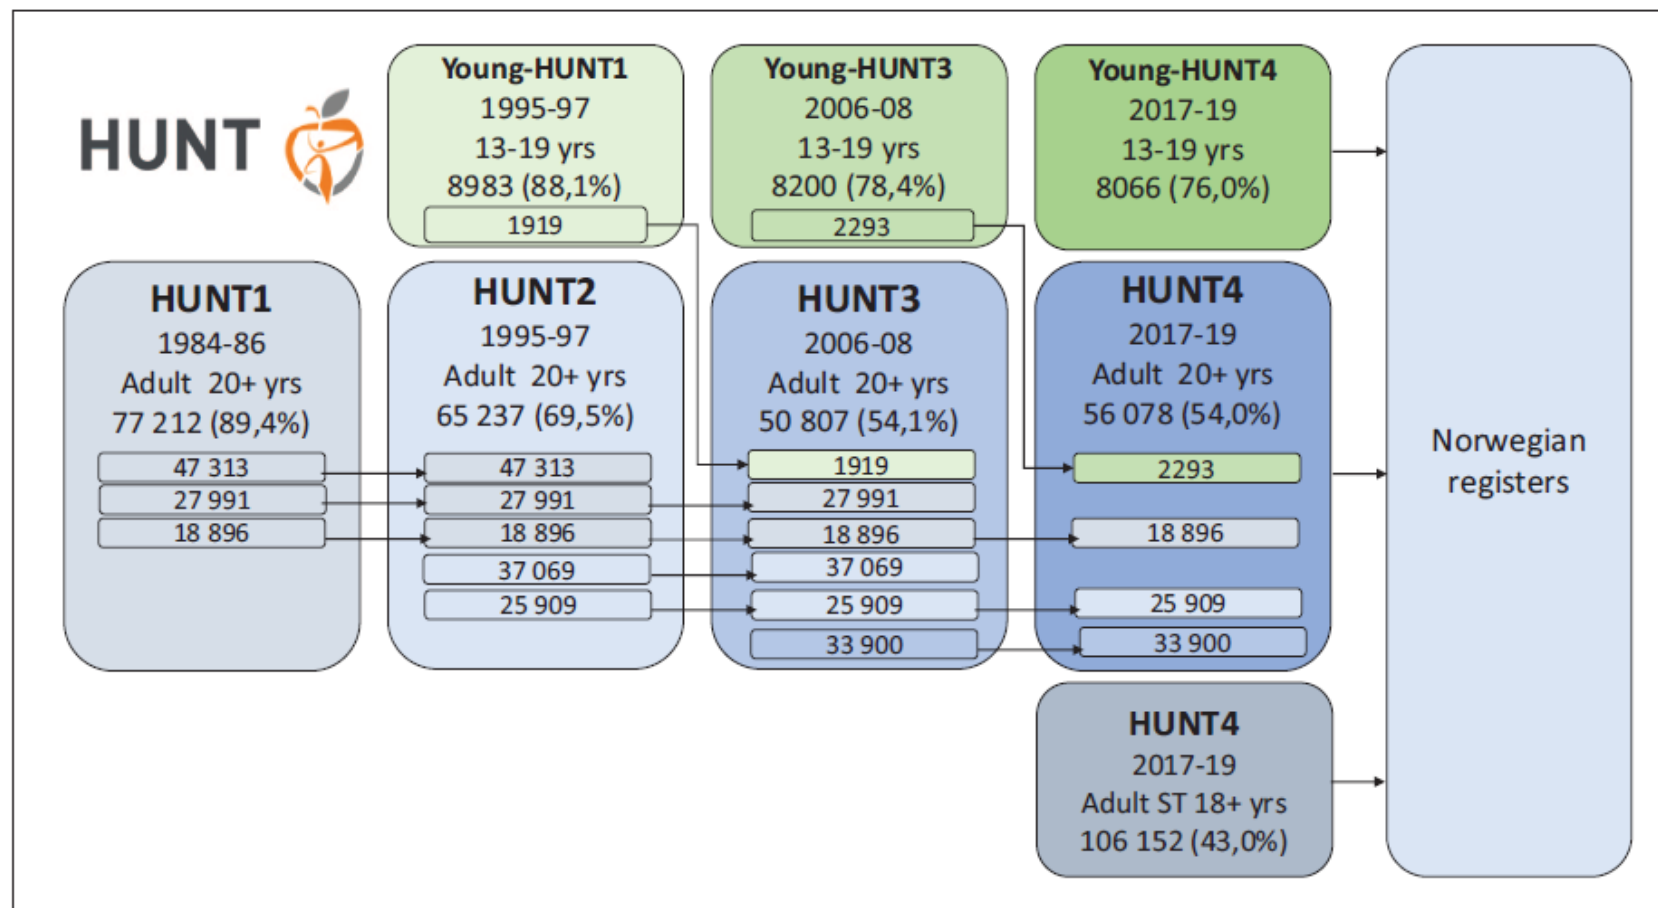 HUNT
Young-HUNT1
1995-97
13-19 yrs
8983 (88,1%)
1919
Young-HUNT3
2006-08
13-19 yrs
8200 (78,4%)
2293
Young-HUNT4
2017-19
13-19 yrs
8066 (76,0%)
HUNT1
1984-86
Adult 20+ yrs
77 212 (89,4%)
47 313
27 991
18 896
HUNT2
1995-97
Adult 20+ yrs
65 237 (69,5%)
47 313
27 991
18 896
37 069
25 909
HUNT3
2006-08
Adult 20+ yrs
50 807 (54,1%)
1919
27 991
18 896
37 069
25 909
33 900
HUNT4
2017-19
Adult 20+ yrs
56 078 (54,0%)
2293
18 896
25 909
33 900
HUNT4
2017-19
Adult ST 18+ yrs
106 152 (43,0%)
Norwegian
registers